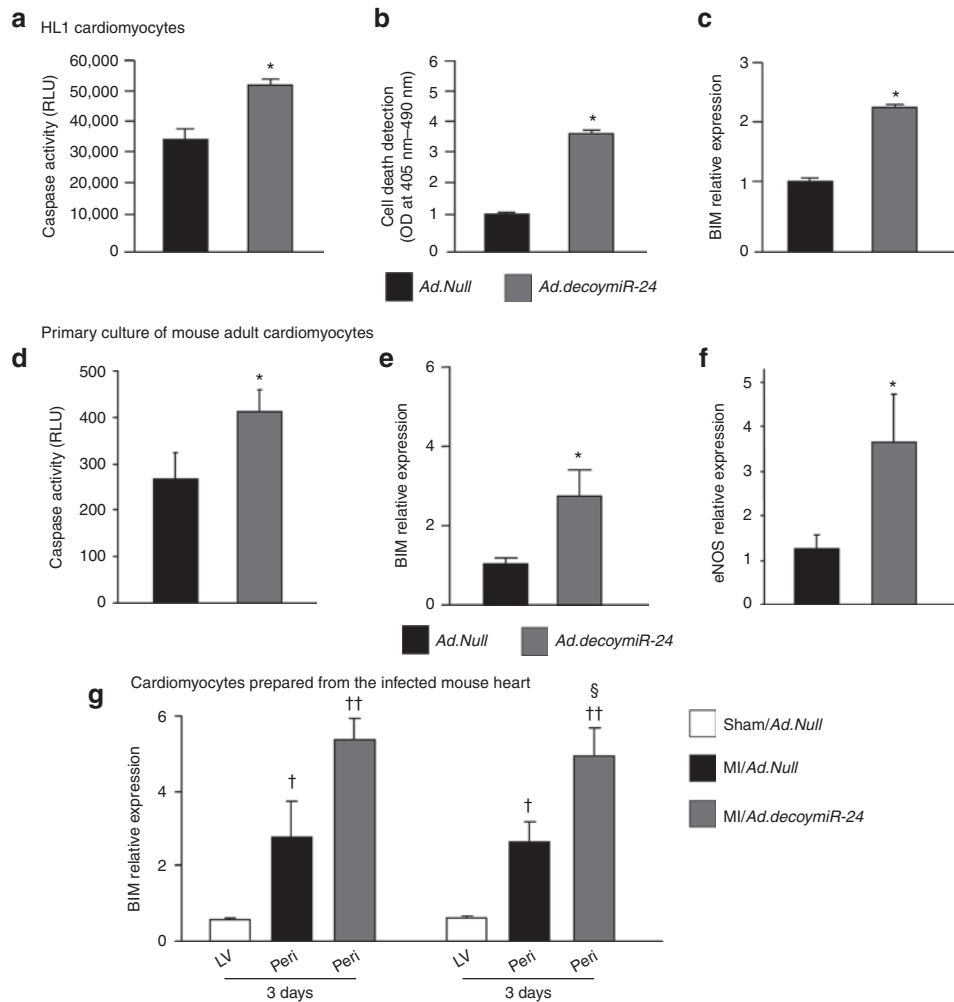 a HL1 cardiomyocytes
Caspase activity (RLU)
60,000
50,000
40,000
30,000
20,000
10,000
0
*
b
Cell death detection
(OD at 405 nm–490 nm)
6
5
4
3
2
1
0
*
c
BIM relative expression
3
2
1
0
*
Ad.Null Ad.decoymiR-24
Primary culture of mouse adult cardiomyocytes
d
Caspase activity (RLU)
500
400
300
200
100
0
*
e
BIM relative expression
6
4
2
0
*
f
eNOS relative expression
5
4
3
2
1
0
*
Ad.Null Ad.decoymiR-24
g Cardiomyocytes prepared from the infected mouse heart
BIM relative expression
6
4
2
0
†
††
†
§
††
LV Peri Peri LV Peri Peri
3 days 3 days
Sham/Ad.Null
MI/Ad.Null
MI/Ad.decoymiR-24